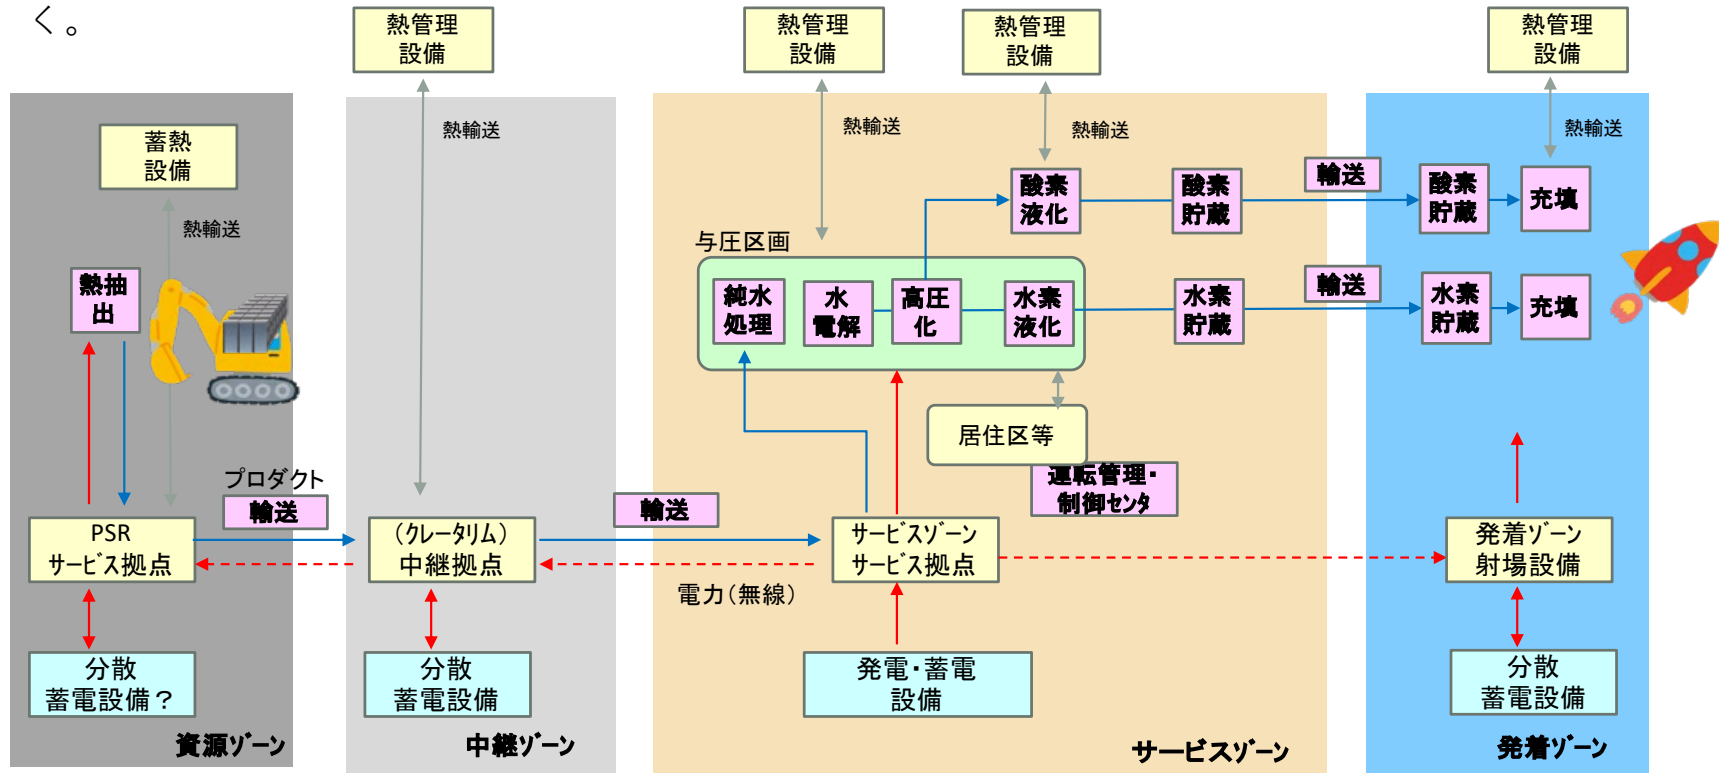 く。
熱管理
設備
熱管理
設備
熱管理
設備
熱管理
設備
蓄熱
設備
熱輸送
熱輸送
熱輸送
熱輸送
熱輸送
熱抽
出
酸素
液化
酸素
貯蔵
輸送
酸素
貯蔵
充填
与圧区画
純水
処理
水
電解
高圧
化
水素
液化
水素
貯蔵
輸送
水素
貯蔵
充填
居住区等
運転管理・
制御センタ
プロダクト
輸送
輸送
PSR
サービス拠点
(クレータリム)
中継拠点
サービスゾーン
サービス拠点
発着ゾーン
射場設備
電力(無線)
分散
蓄電設備?
分散
蓄電設備
発電・蓄電
設備
分散
蓄電設備
資源ゾーン
中継ゾーン
サービスゾーン
発着ゾーン